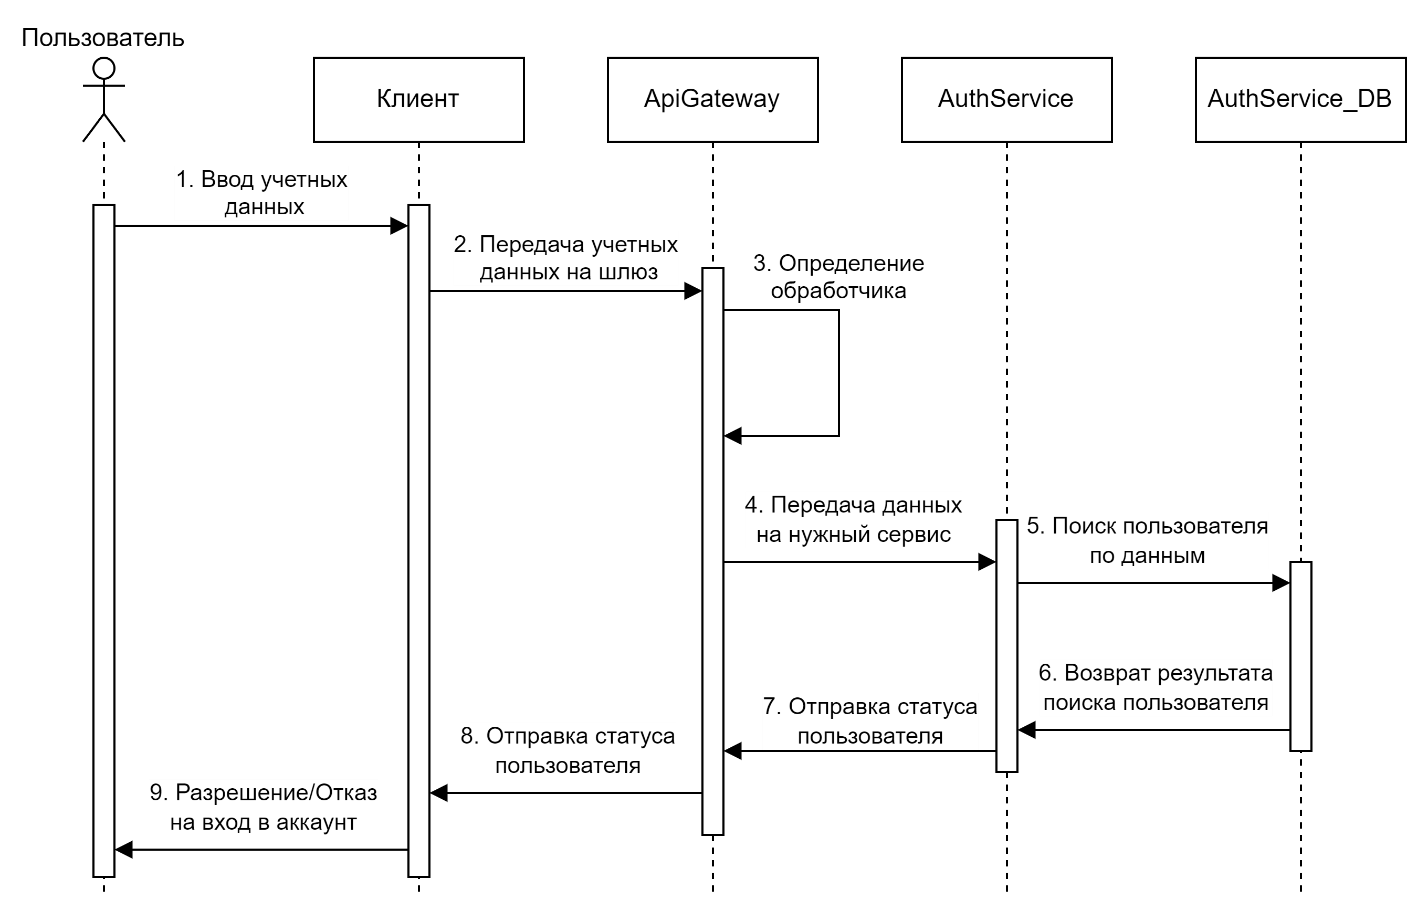 Пользователь
Клиент
ApiGateway
AuthService
AuthService_DB
1. Ввод учетных
данных
2. Передача учетных
данных на шлюз
3. Определение
обработчика
4. Передача данных
на нужный сервис
5. Поиск пользователя
по данным
6. Возврат результата
поиска пользователя
7. Отправка статуса
пользователя
8. Отправка статуса
пользователя
9. Разрешение/Отказ
на вход в аккаунт